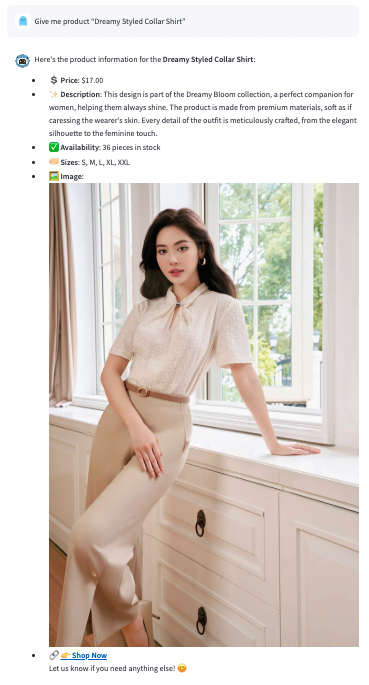 Give me product “Dreamy Styled Collar Shirt”
Here's the product information for the Dreamy Styled Collar Shirt:
• 💲 Price: $17.00
• ✨ Description: This design is part of the Dreamy Bloom collection, a perfect companion for
women, helping them always shine. The product is made from premium materials, soft as if
caressing the wearer's skin. Every detail of the outfit is meticulously crafted, from the elegant
silhouette to the feminine touch.
• ✅ Availability: 36 pieces in stock
• 📏 Sizes: S, M, L, XL, XXL
• 🖼️ Image:
• 🔗 👉 Shop Now
Let us know if you need anything else! 😊